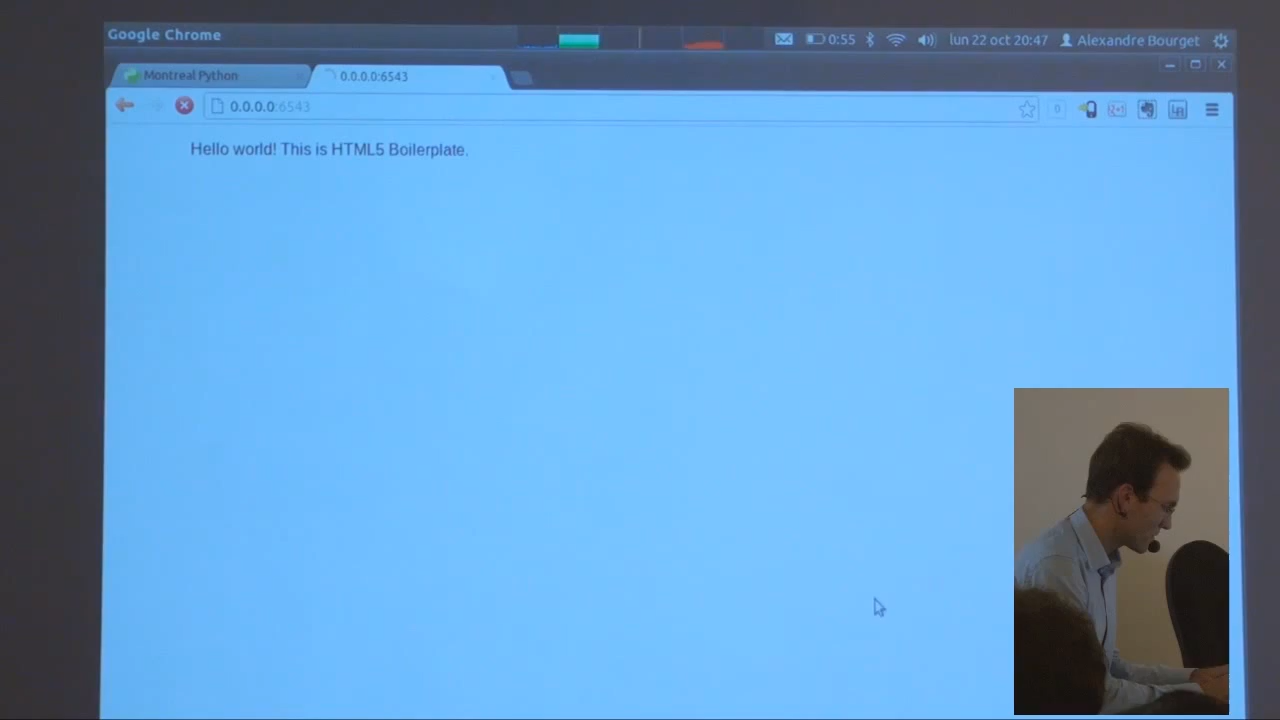 Google Chrome
0:55 lun 22 oct 20:47 Alexandre Bourget
Montreal Python 0.0.0.0:6543
0.0.0.0:6543
Hello world! This is HTML5 Boilerplate.